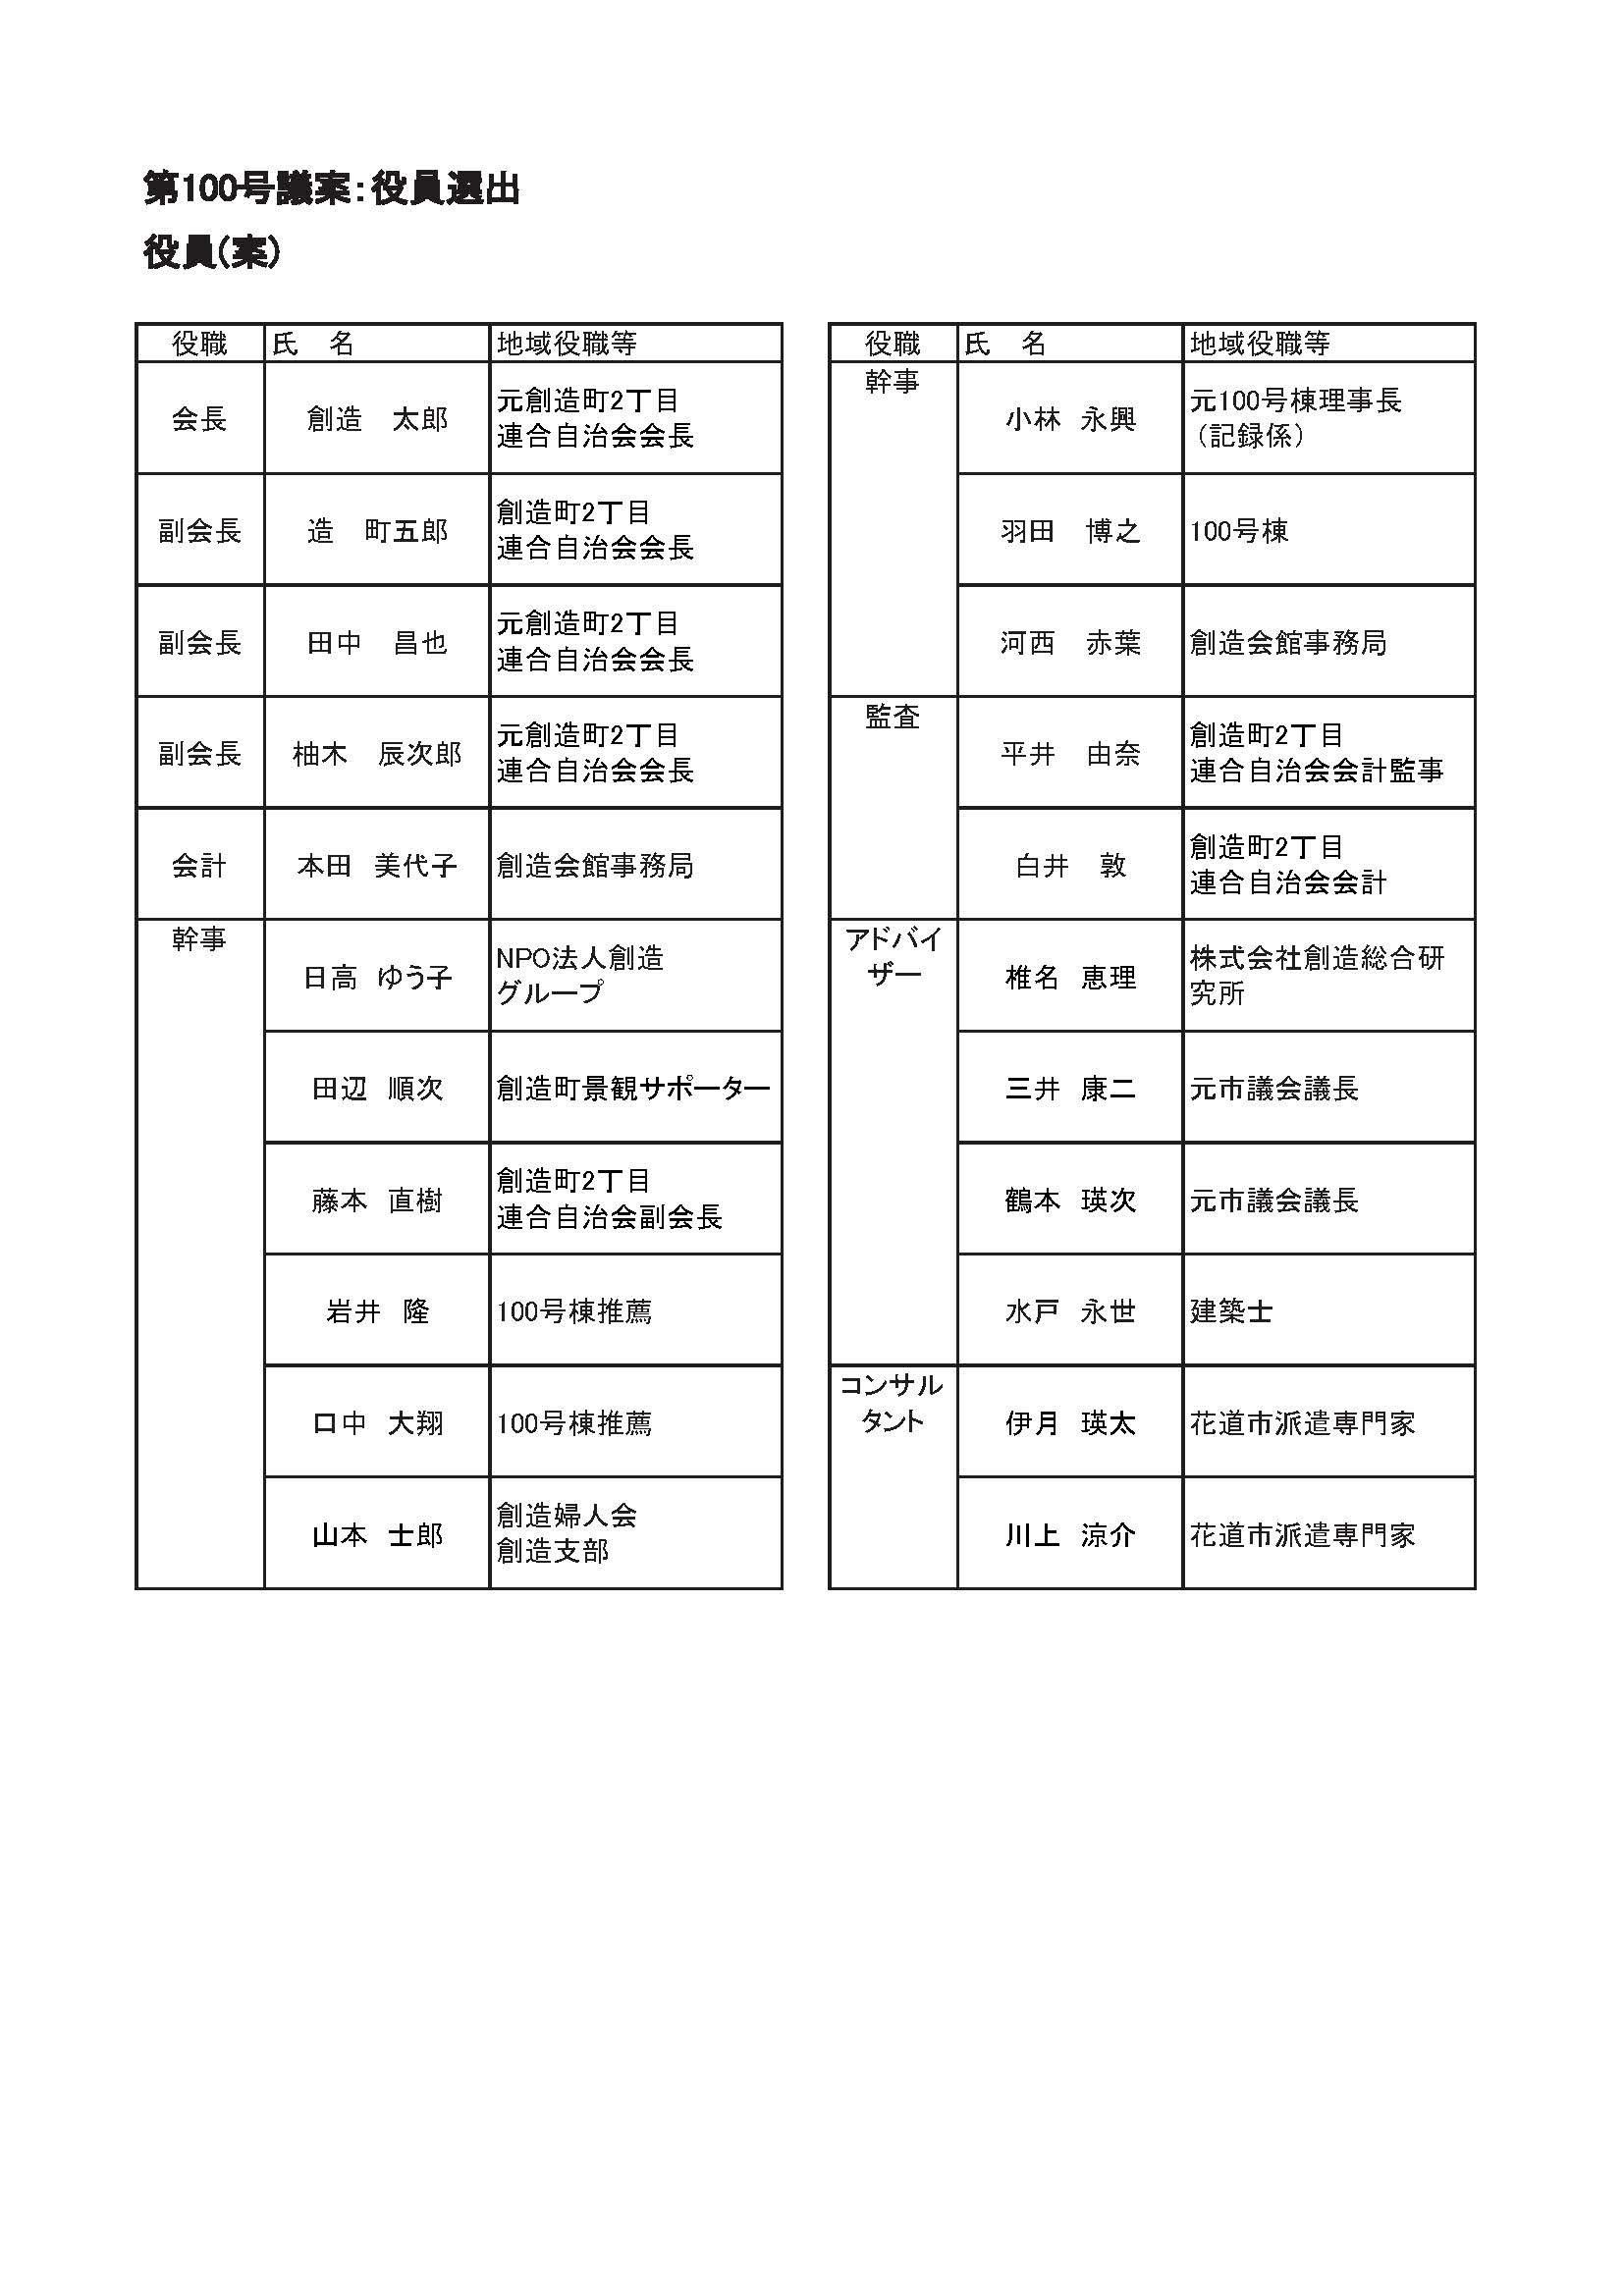 第100号議案：役員選出
役員(案)
役職 氏　名 地域役職等
会長 創造　太郎 元創造町2丁目
連合自治会会長
副会長 造　町五郎 創造町2丁目
連合自治会会長
副会長 田中　昌也 元創造町2丁目
連合自治会会長
副会長 柚木　辰次郎 元創造町2丁目
連合自治会会長
会計 本田　美代子 創造会館事務局
幹事
日高　ゆう子 NPO法人創造
グループ
田辺　順次 創造町景観サポーター
藤本　直樹 創造町2丁目
連合自治会副会長
岩井　隆 100号棟推薦
口中　大翔 100号棟推薦
山本　士郎 創造婦人会
創造支部
役職 氏　名 地域役職等
幹事
小林　永興 元100号棟理事長
（記録係）
羽田　博之 100号棟
河西　赤葉 創造会館事務局
監査
平井　由奈 創造町2丁目
連合自治会会計監事
白井　敦 創造町2丁目
連合自治会会計
アドバイ
ザー
椎名　恵理 株式会社創造総合研
究所
三井　康二 元市議会議長
鶴本　瑛次 元市議会議長
水戸　永世 建築士
コンサル
タント
伊月　瑛太 花道市派遣専門家
川上　涼介 花道市派遣専門家